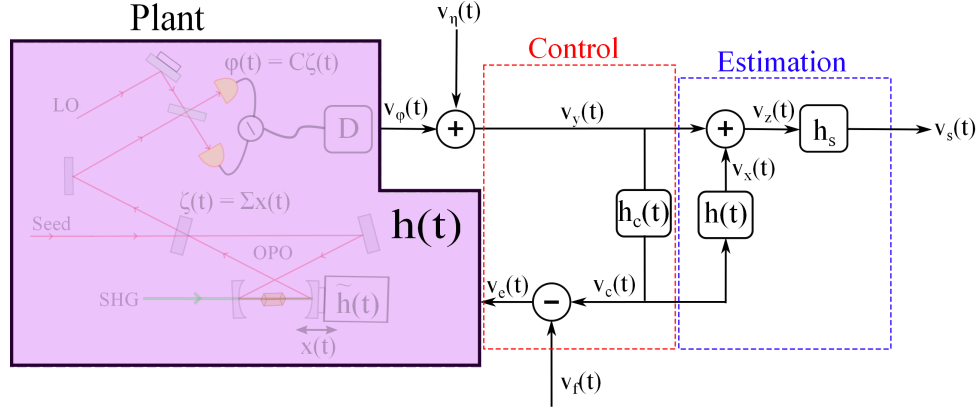 Plant
v_η(t)
Control
Estimation
φ(t) = Cζ(t)
LO
D
v_φ(t)
+
v_y(t)
+
v_z(t)
h_s
v_s(t)
v_x(t)
ζ(t) = Σx(t)
h(t)
h_c(t)
h(t)
Seed
OPO
SHG
h̃(t)
v_e(t)
−
v_c(t)
x(t)
v_f(t)